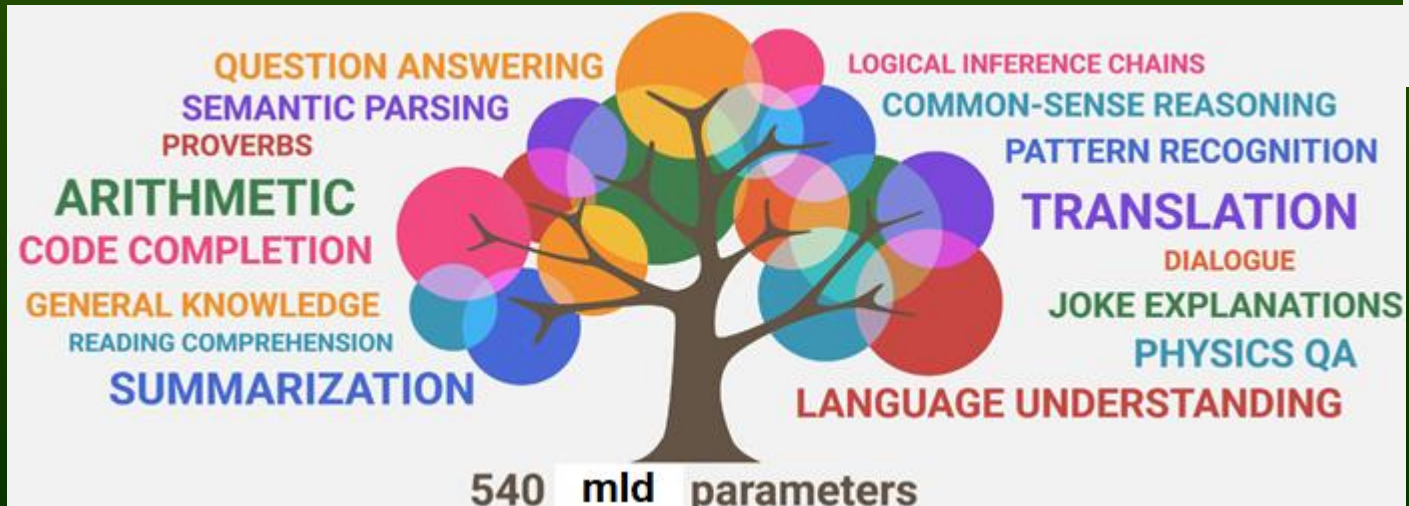 QUESTION ANSWERING
SEMANTIC PARSING
PROVERBS
ARITHMETIC
CODE COMPLETION
GENERAL KNOWLEDGE
READING COMPREHENSION
SUMMARIZATION
LOGICAL INFERENCE CHAINS
COMMON-SENSE REASONING
PATTERN RECOGNITION
TRANSLATION
DIALOGUE
JOKE EXPLANATIONS
PHYSICS QA
LANGUAGE UNDERSTANDING
540 mld parameters